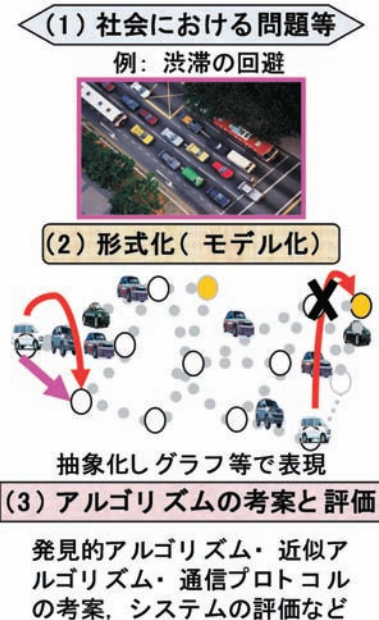 (1)社会における問題等
例: 渋滞の回避
(2)形式化(モデル化)
抽象化しグラフ等で表現
(3)アルゴリズムの考案と評価
発見的アルゴリズム・近似ア
ルゴリズム・通信プロトコル
の考案, システムの評価など